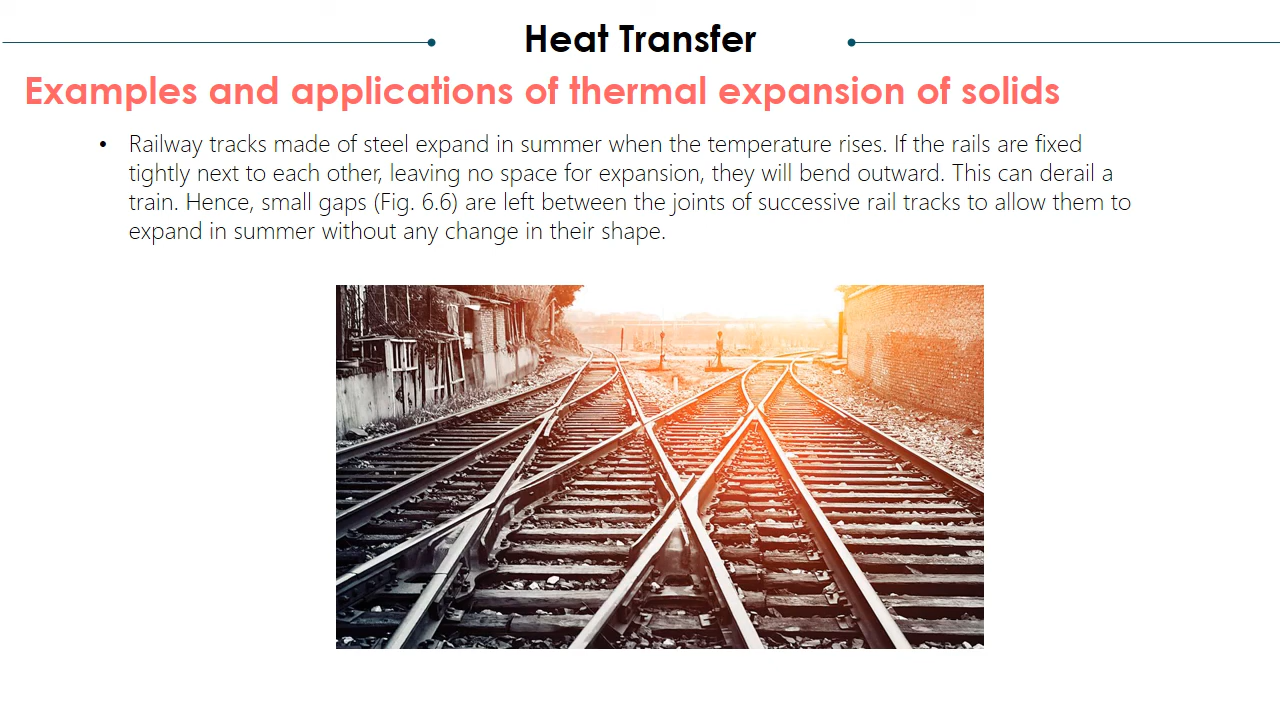 Heat Transfer
Examples and applications of thermal expansion of solids
• Railway tracks made of steel expand in summer when the temperature rises. If the rails are fixed
tightly next to each other, leaving no space for expansion, they will bend outward. This can derail a
train. Hence, small gaps (Fig. 6.6) are left between the joints of successive rail tracks to allow them to
expand in summer without any change in their shape.